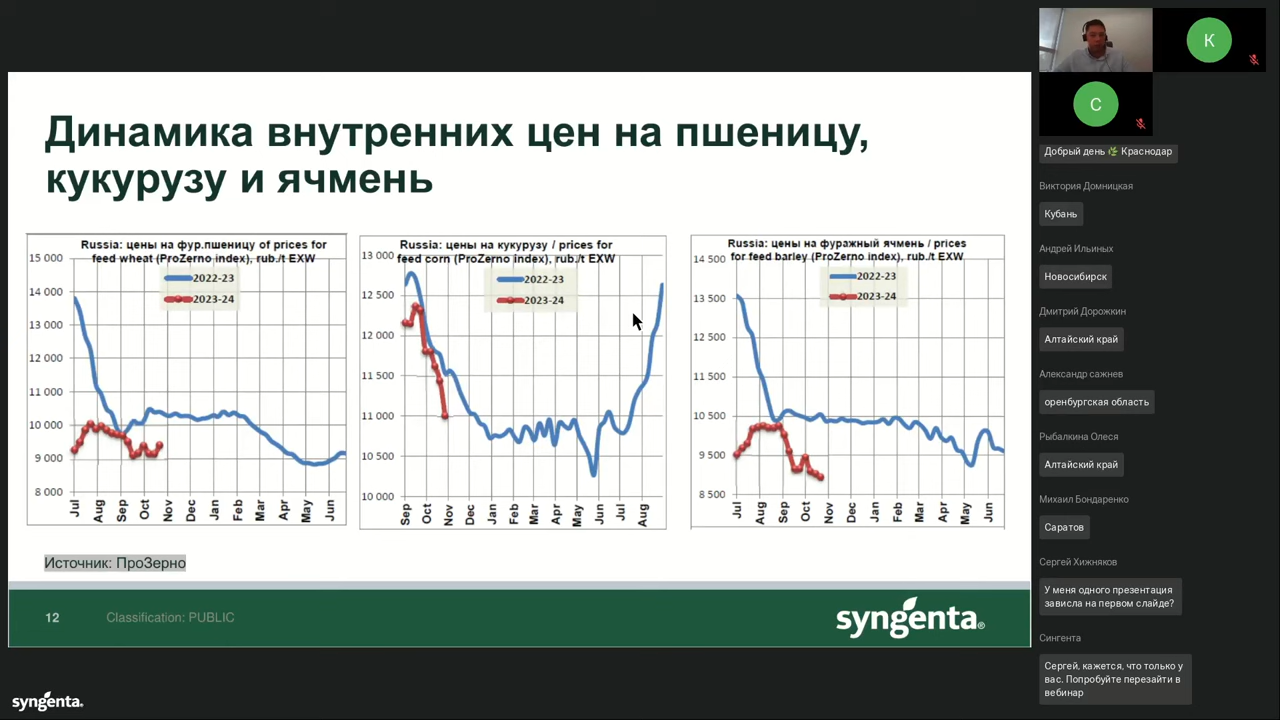 Динамика внутренних цен на пшеницу,
кукурузу и ячмень
Russia: цены на фур.пшеницу of prices for
feed wheat (ProZerno index), rub./t EXW
2022-23
2023-24
15 000
14 000
13 000
12 000
11 000
10 000
9 000
8 000
Jul Aug Sep Oct Nov Dec Jan Feb Mar Apr May Jun
Russia: цены на кукурузу / prices for
feed corn (ProZerno index), rub./t EXW
2022-23
2023-24
13 000
12 500
12 000
11 500
11 000
10 500
10 000
Sep Oct Nov Dec Jan Feb Mar Apr May Jun Jul Aug
Russia: цены на фуражный ячмень / prices
for feed barley (ProZerno index), rub./t EXW
2022-23
2023-24
14 500
13 500
12 500
11 500
10 500
9 500
8 500
Jul Aug Sep Oct Nov Dec Jan Feb Mar Apr May Jun
Источник: ПроЗерно
12
Classification: PUBLIC
syngenta®
syngenta.
К
С
Добрый день🌿 Краснодар
Виктория Домницкая
Кубань
Андрей Ильиных
Новосибирск
Дмитрий Дорожкин
Алтайский край
Александр сажнев
оренбургская область
Рыбалкина Олеся
Алтайский край
Михаил Бондаренко
Саратов
Сергей Хижняков
У меня одного презентация
зависла на первом слайде?
Сингента
Сергей, кажется, что только у
вас. Попробуйте перезайти в
вебинар